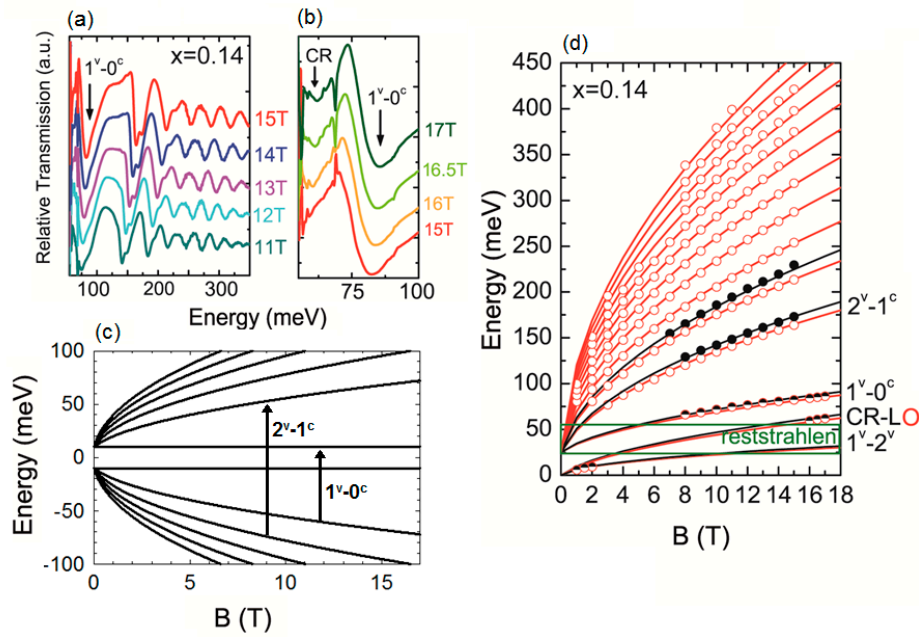 (a)
x=0.14
1ᵛ-0ᶜ
15T
14T
13T
12T
11T
Relative Transmission (a.u.)
100 150 200 250 300
(b)
CR
1ᵛ-0ᶜ
17T
16.5T
16T
15T
75 100
Energy (meV)
(c)
100
50
0
-50
-100
Energy (meV)
2ᵛ-1ᶜ
1ᵛ-0ᶜ
0 5 10 15
B (T)
(d)
x=0.14
450
400
350
300
250
200
150
100
50
0
Energy (meV)
2ᵛ-1ᶜ
1ᵛ-0ᶜ
CR-LO
reststrahlen
1ᵛ-2ᵛ
0 2 4 6 8 10 12 14 16 18
B (T)